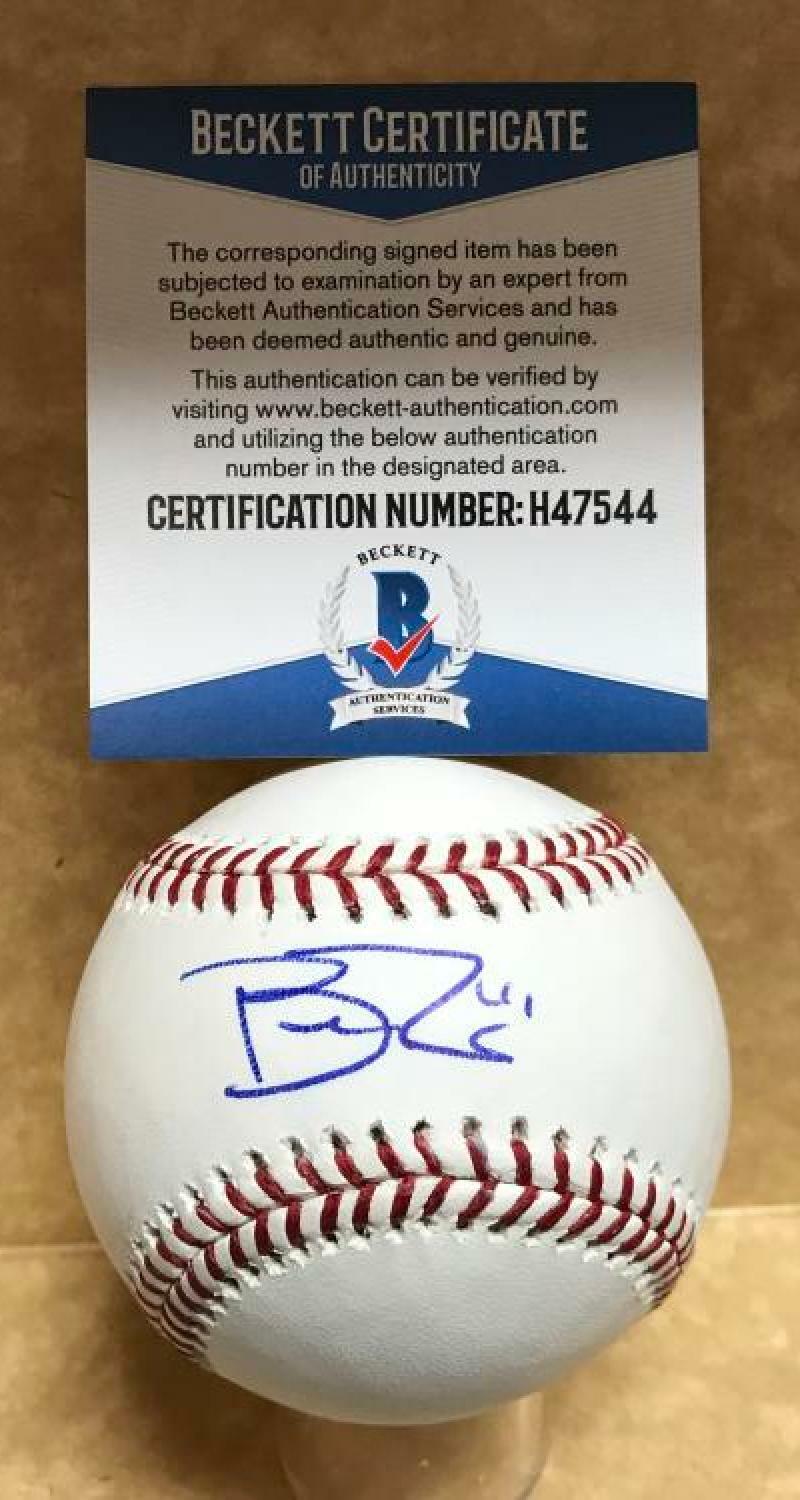 BECKETT CERTIFICATE
OF AUTHENTICITY
The corresponding signed item has been
subjected to examination by an expert from
Beckett Authentication Services and has
been deemed authentic and genuine.
This authentication can be verified by
visiting www.beckett-authentication.com
and utilizing the below authentication
number in the designated area.
CERTIFICATION NUMBER: H47544
BECKETT
B
AUTHENTICATION
SERVICES